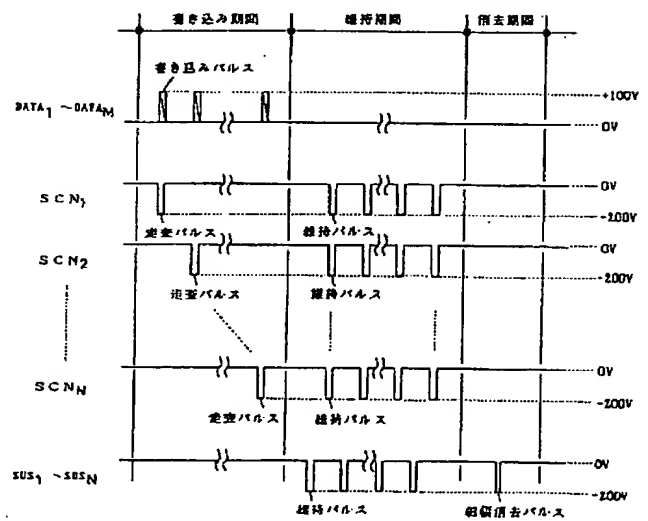 書き込み期間 維持期間 消去期間
書き込みパルス
DATA₁ ~DATAM +100V
0V
SCN₁ 0V
-200V
走査パルス 維持パルス
SCN₂ 0V
-200V
走査パルス 維持パルス
SCNN 0V
-200V
走査パルス 維持パルス
SUS₁ ~SUSN 0V
-200V
維持パルス 細幅消去パルス